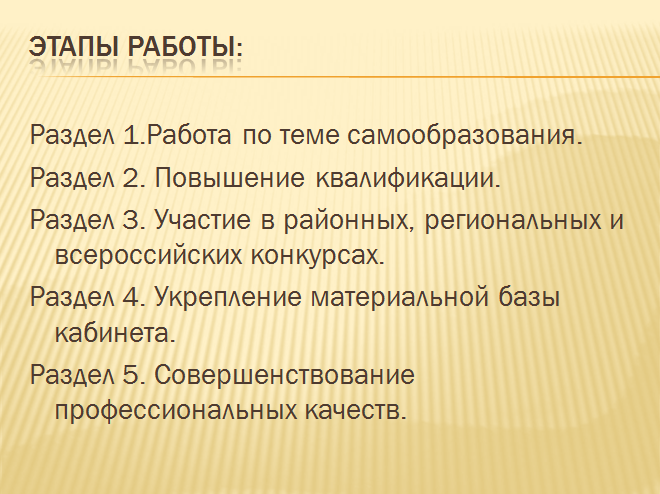 ЭТАПЫ РАБОТЫ:
Раздел 1.Работа по теме самообразования.
Раздел 2. Повышение квалификации.
Раздел 3. Участие в районных, региональных и
всероссийских конкурсах.
Раздел 4. Укрепление материальной базы
кабинета.
Раздел 5. Совершенствование
профессиональных качеств.